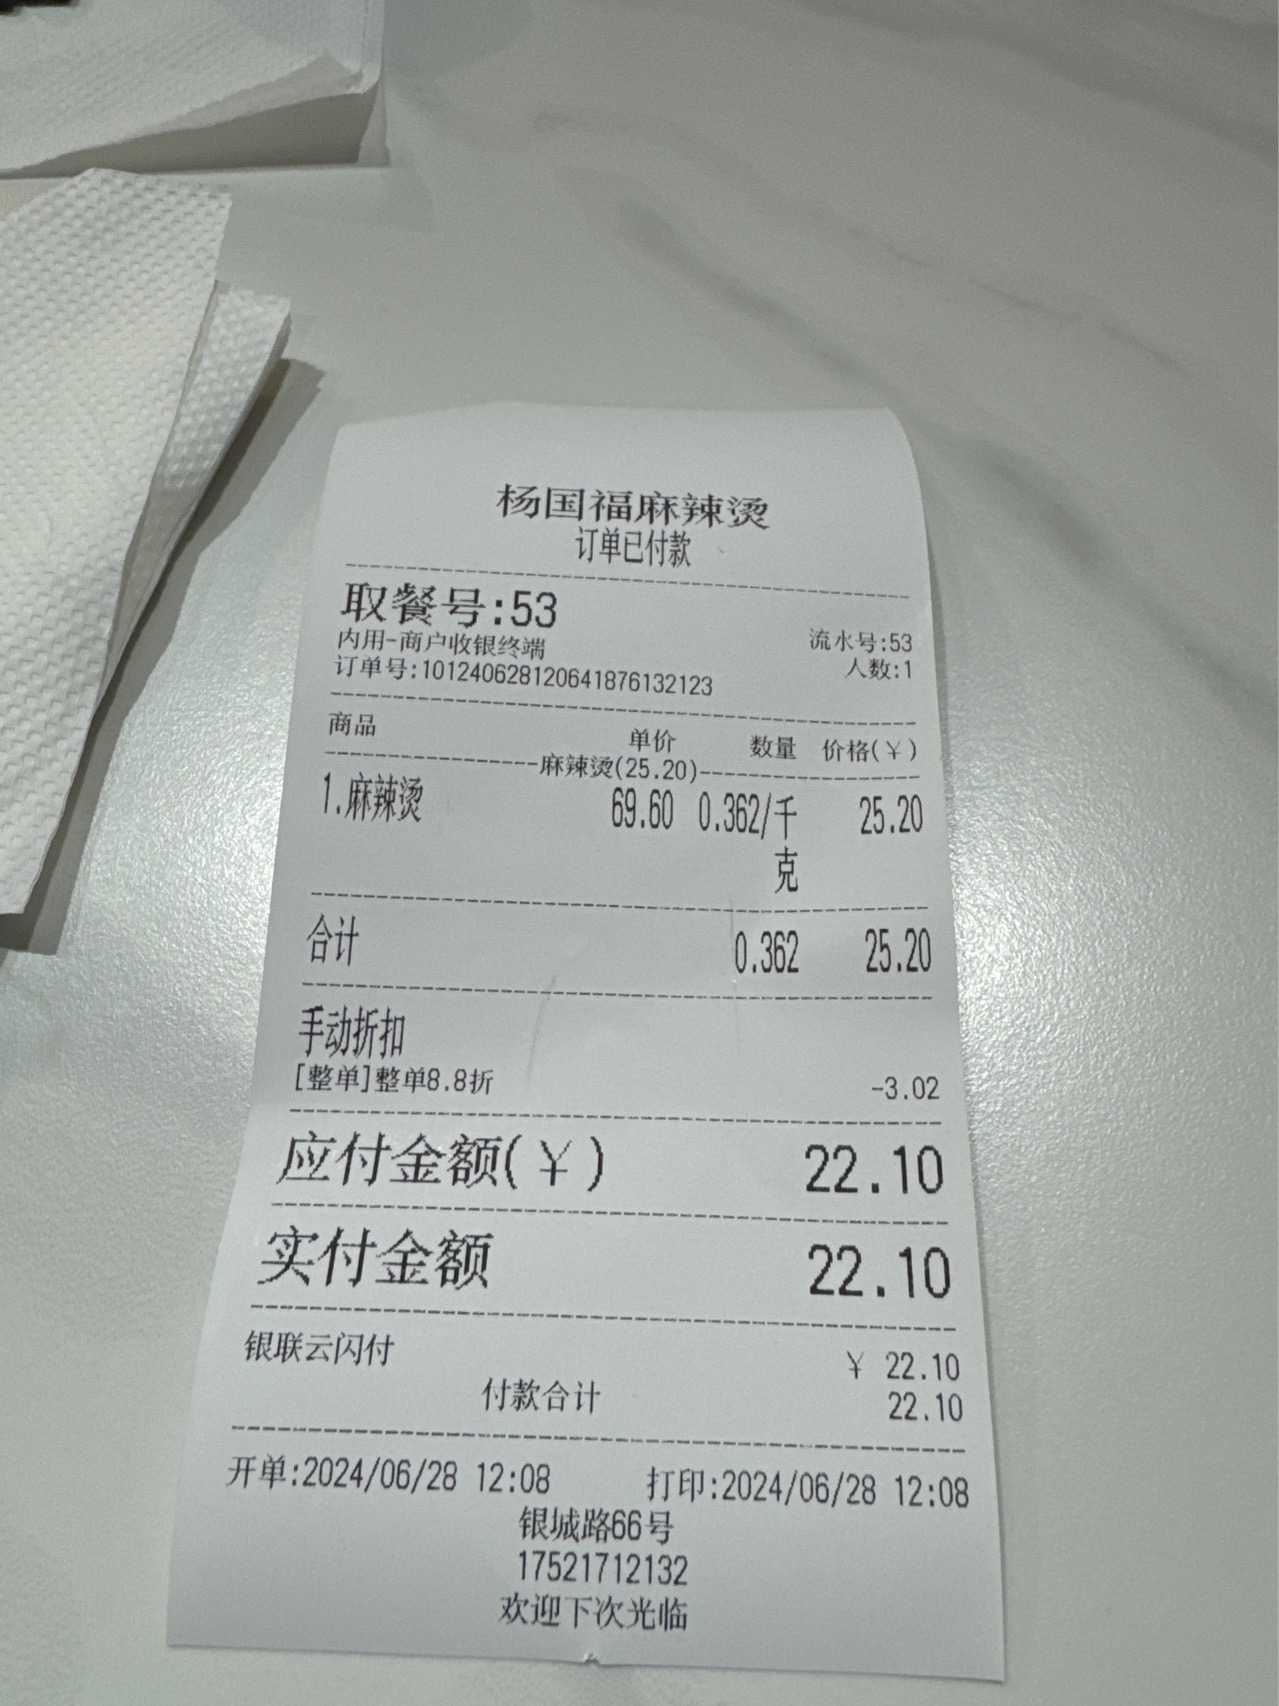 杨国福麻辣烫
订单已付款
取餐号:53
内用-商户收银终端 流水号:53
订单号:101240628120641876132123 人数:1
商品 单价 数量 价格(￥)
麻辣烫(25.20)
1.麻辣烫 69.60 0.362/千克 25.20
合计 0.362 25.20
手动折扣
[整单]整单8.8折 -3.02
应付金额(￥) 22.10
实付金额 22.10
银联云闪付 ￥ 22.10
付款合计 22.10
开单:2024/06/28 12:08 打印:2024/06/28 12:08
银城路66号
17521712132
欢迎下次光临